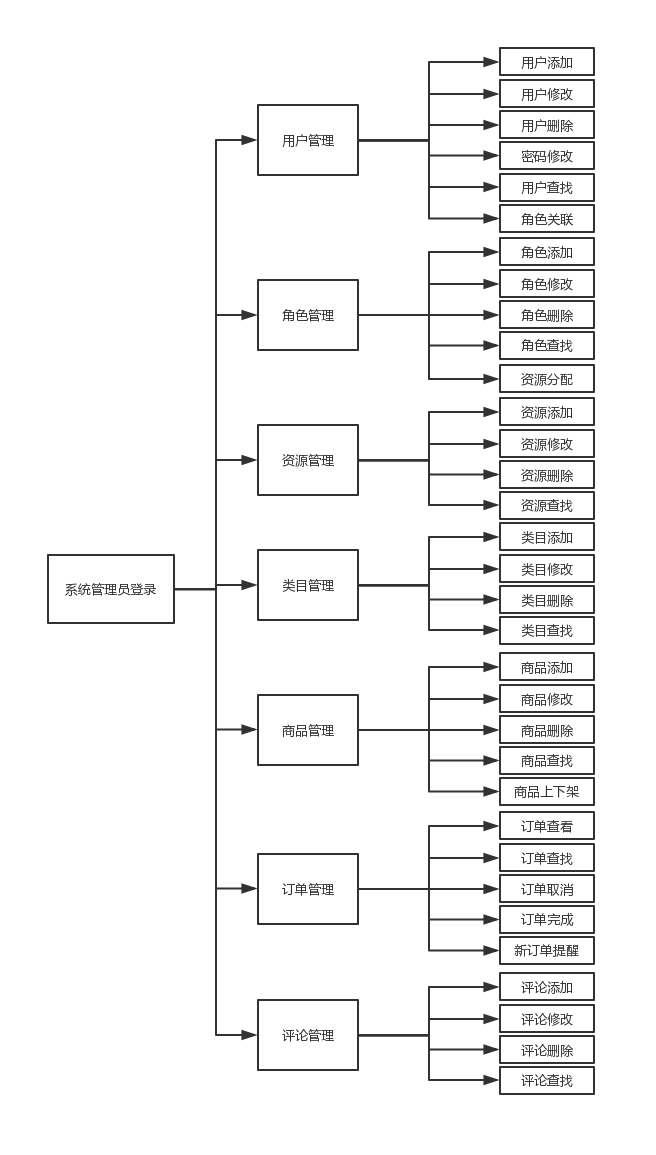 系统管理员登录
用户管理
用户添加
用户修改
用户删除
密码修改
用户查找
角色关联
角色管理
角色添加
角色修改
角色删除
角色查找
资源分配
资源管理
资源添加
资源修改
资源删除
资源查找
类目管理
类目添加
类目修改
类目删除
类目查找
商品管理
商品添加
商品修改
商品删除
商品查找
商品上下架
订单管理
订单查看
订单查找
订单取消
订单完成
新订单提醒
评论管理
评论添加
评论修改
评论删除
评论查找